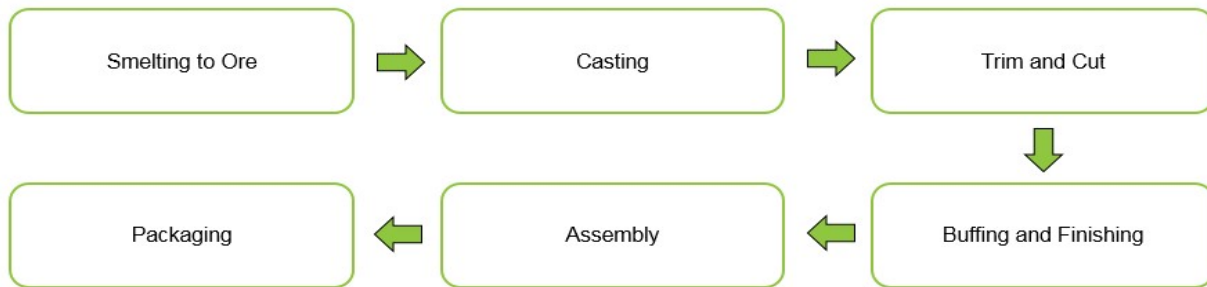 Smelting to Ore
Casting
Trim and Cut
Buffing and Finishing
Assembly
Packaging